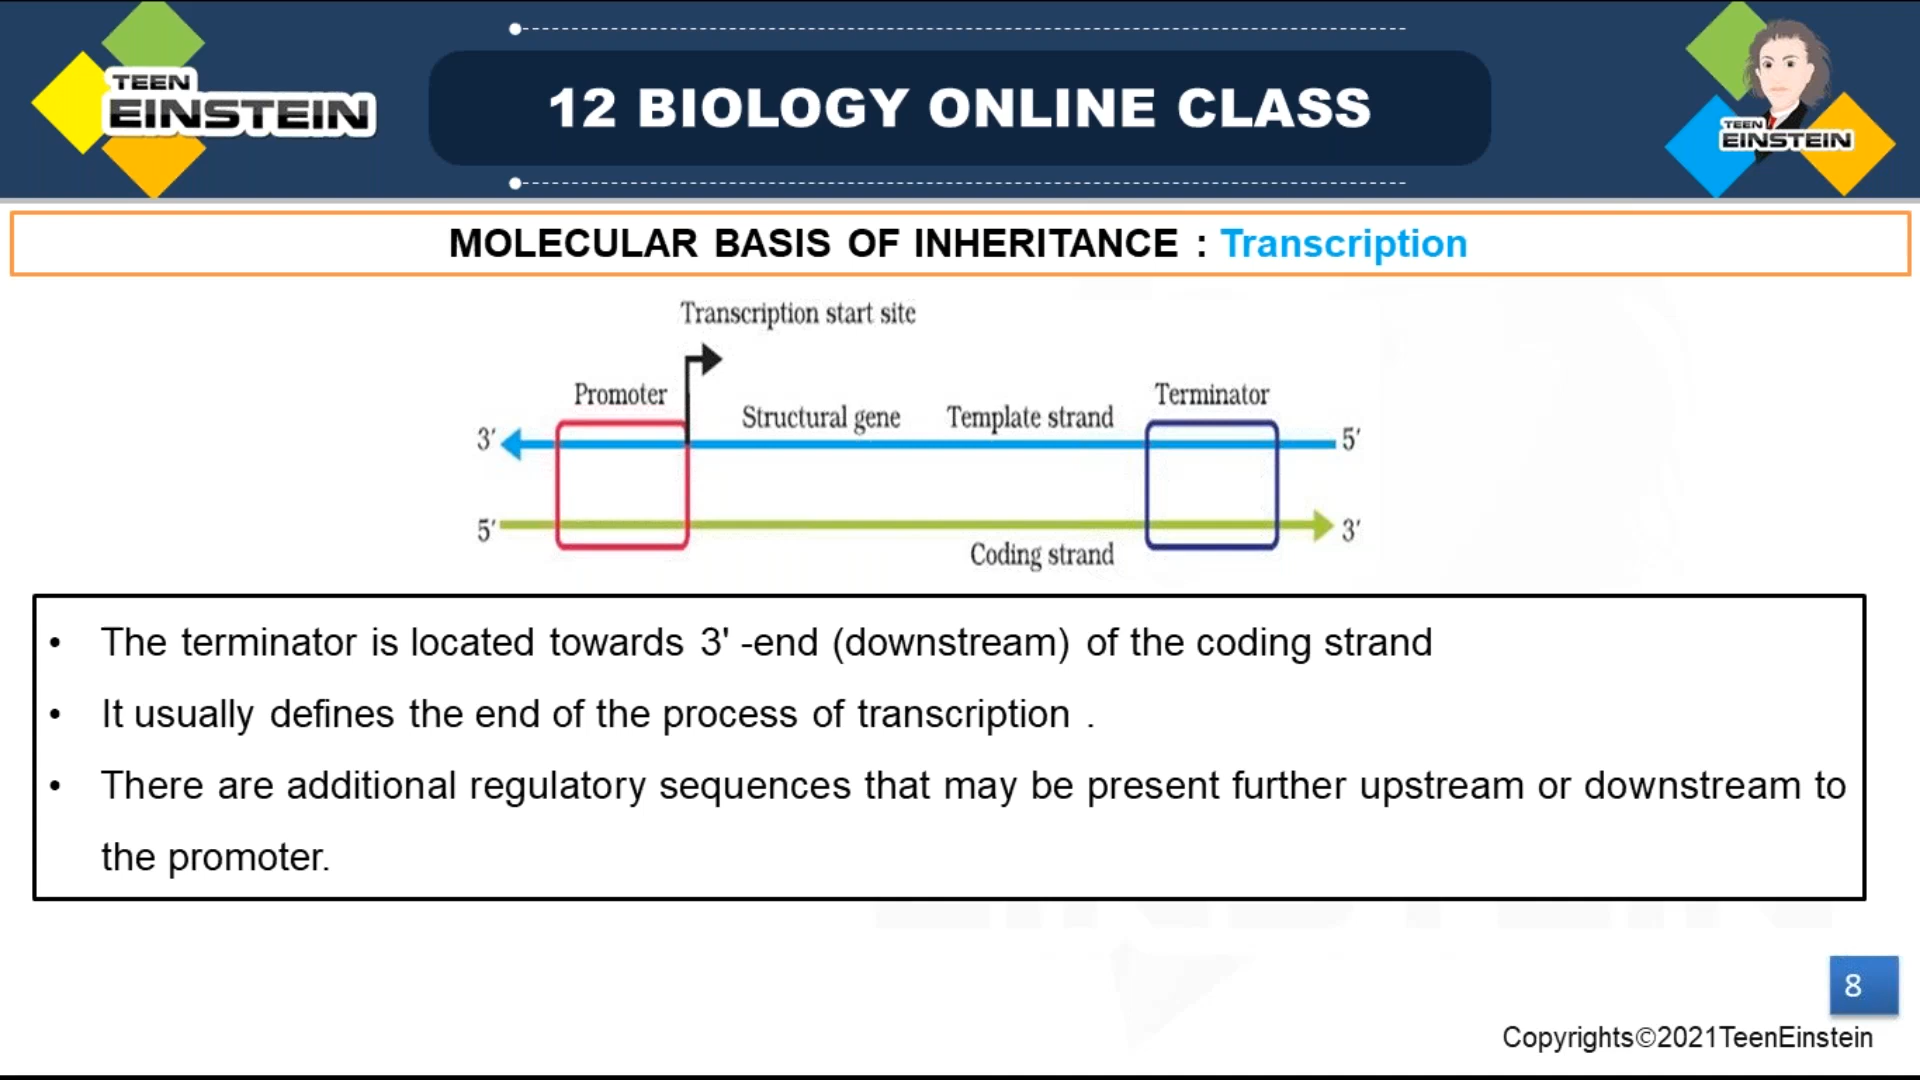 TEEN
EINSTEIN
12 BIOLOGY ONLINE CLASS
TEEN
EINSTEIN
MOLECULAR BASIS OF INHERITANCE : Transcription
Transcription start site
Promoter
Structural gene
Template strand
Terminator
3′
5′
5′
3′
Coding strand
• The terminator is located towards 3' -end (downstream) of the coding strand
• It usually defines the end of the process of transcription .
• There are additional regulatory sequences that may be present further upstream or downstream to
the promoter.
8
Copyrights©2021TeenEinstein